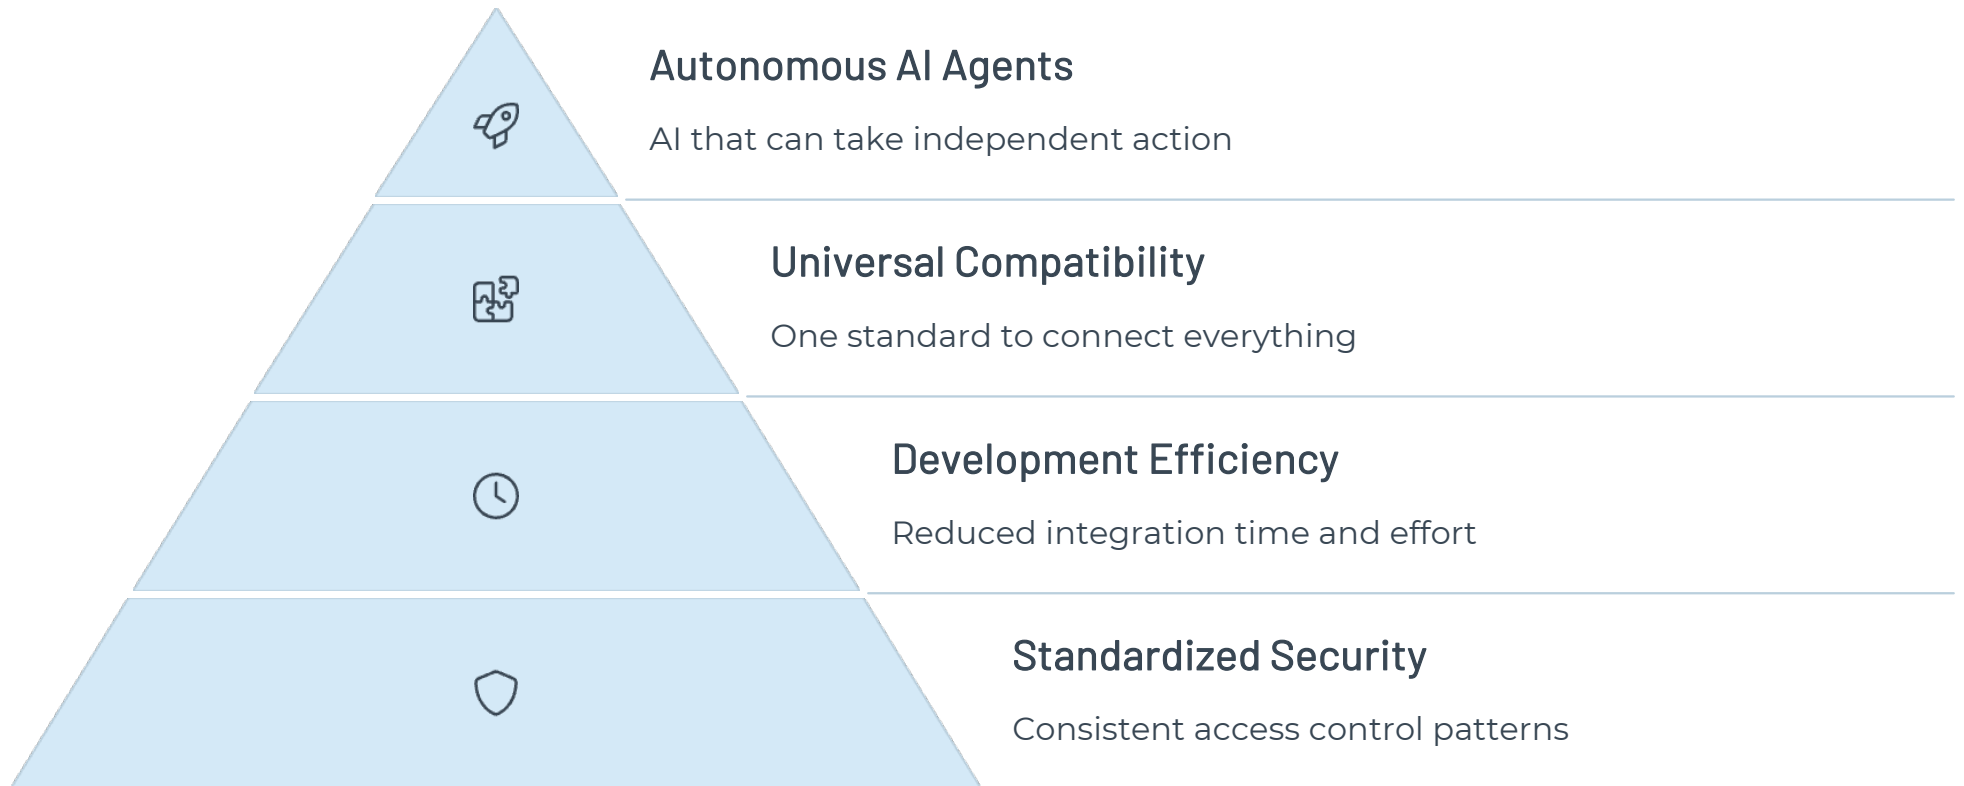 Autonomous AI Agents
AI that can take independent action
Universal Compatibility
One standard to connect everything
Development Efficiency
Reduced integration time and effort
Standardized Security
Consistent access control patterns